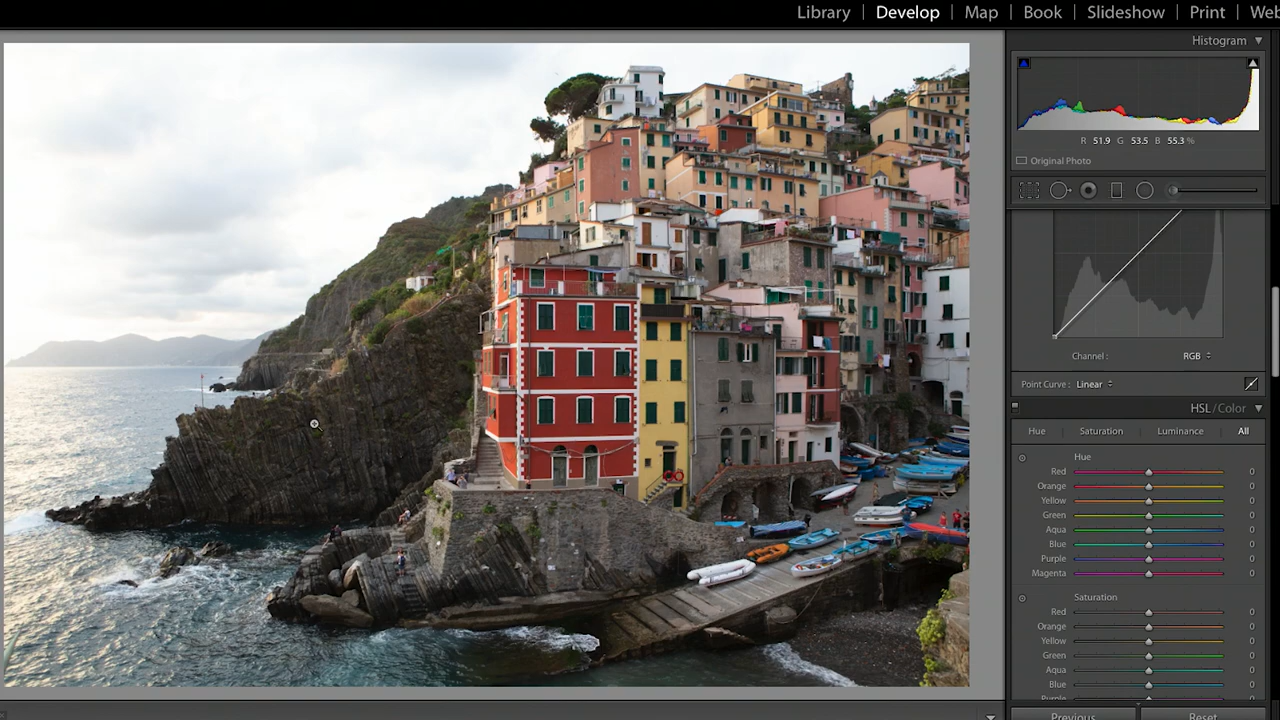 Library | Develop | Map | Book | Slideshow | Print | Web
Histogram
R 51.9 G 53.5 B 55.3 %
Original Photo
Channel : RGB
Point Curve : Linear
HSL / Color
Hue Saturation Luminance All
Hue
Red 0
Orange 0
Yellow 0
Green 0
Aqua 0
Blue 0
Purple 0
Magenta 0
Saturation
Red 0
Orange 0
Yellow 0
Green 0
Aqua 0
Blue 0
Purple
Previous Reset